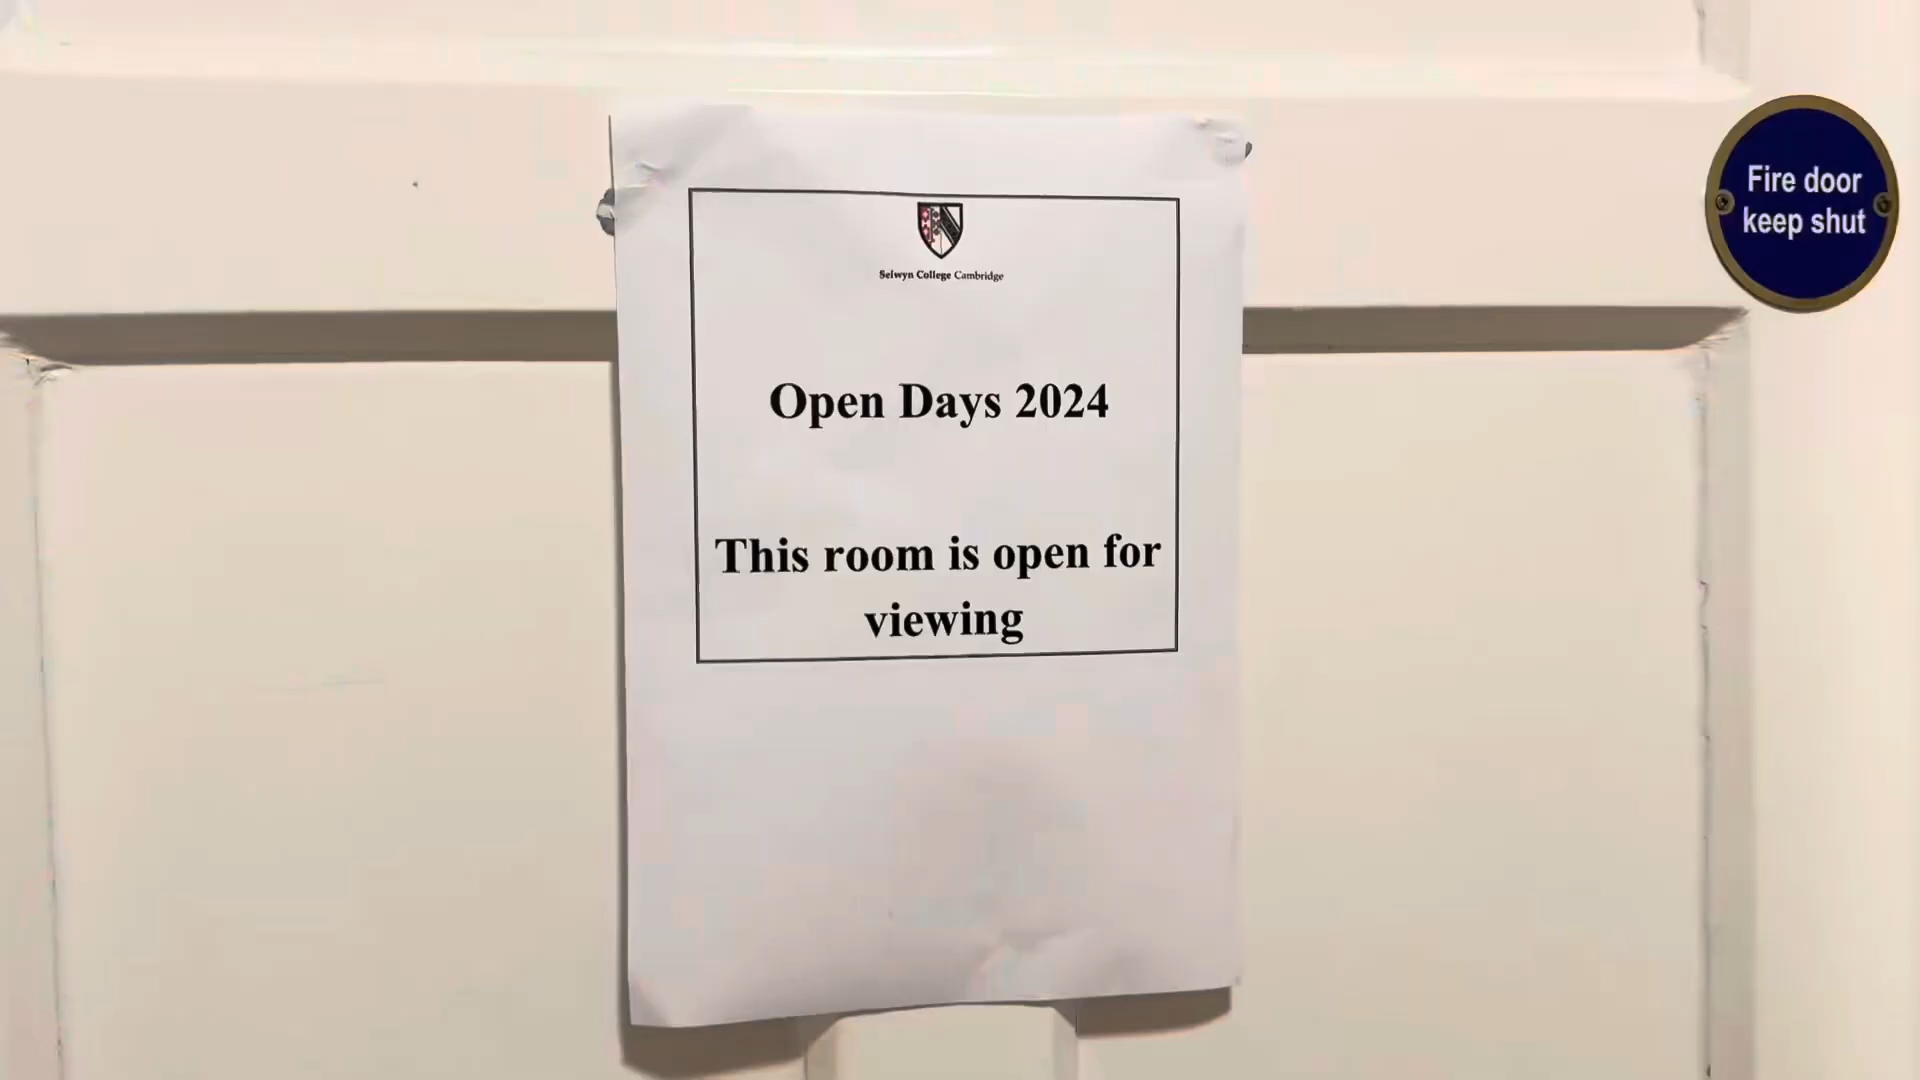 Selwyn College Cambridge
Open Days 2024
This room is open for
viewing
Fire door
keep shut